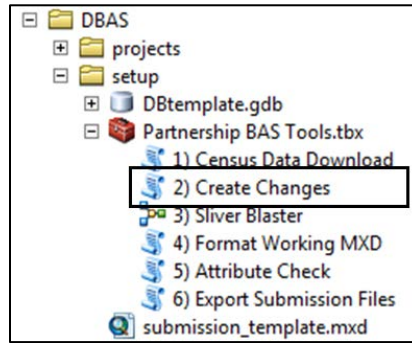 DBAS
projects
setup
DBtemplate.gdb
Partnership BAS Tools.tbx
1) Census Data Download
2) Create Changes
3) Sliver Blaster
4) Format Working MXD
5) Attribute Check
6) Export Submission Files
submission_template.mxd